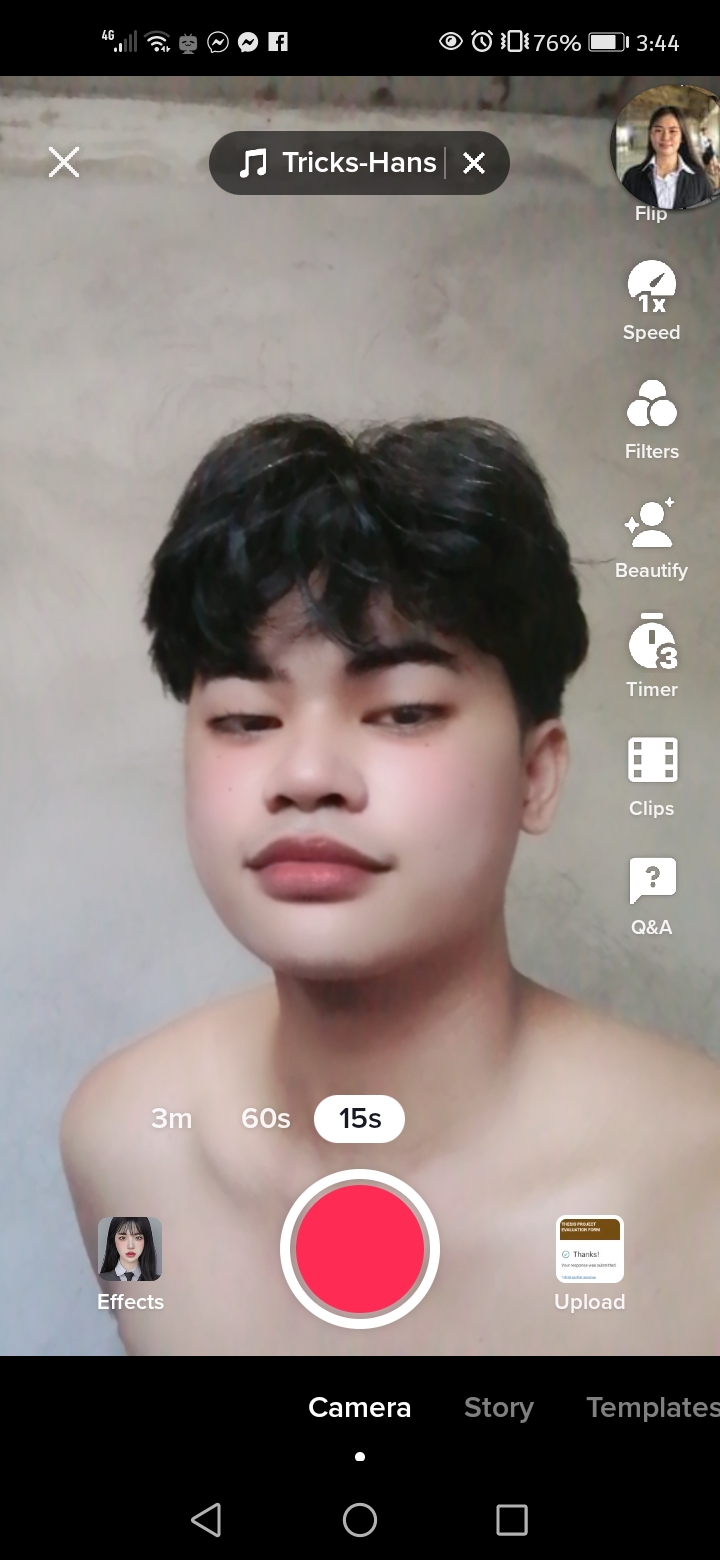 4G
76%
3:44
Tricks-Hans
Flip
1x
Speed
Filters
Beautify
3
Timer
Clips
?
Q&A
3m
60s
15s
THESIS PROJECT
EVALUATION FORM
Thanks!
Your response was submitted.
Effects
Upload
Camera
Story
Templates